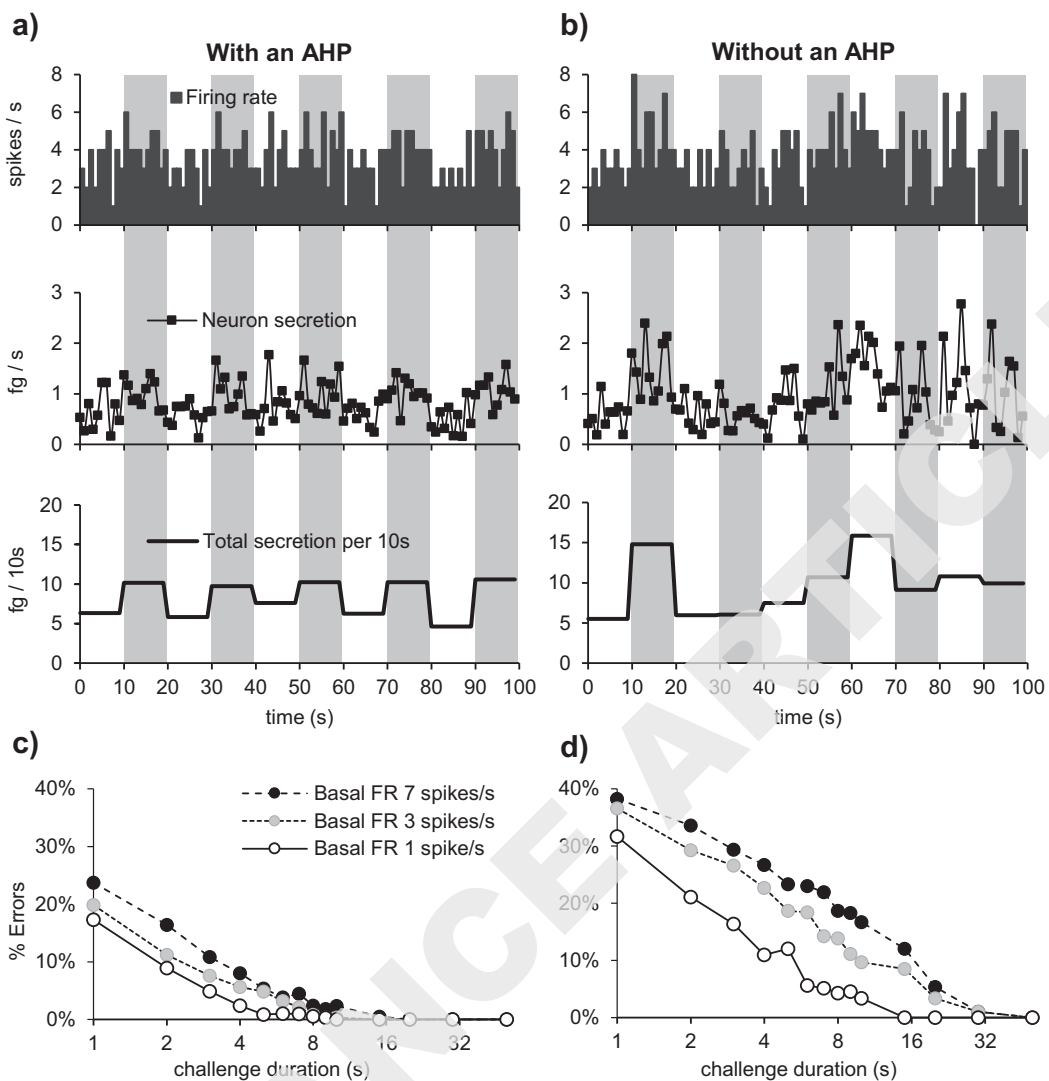 a)
With an AHP
8
6
4
2
0
spikes / s
Firing rate
3
2
1
0
fg / s
Neuron secretion
20
15
10
5
0
fg / 10s
Total secretion per 10s
0 10 20 30 40 50 60 70 80 90 100
time (s)
b)
Without an AHP
8
6
4
2
0
3
2
1
0
20
15
10
5
0
0 10 20 30 40 50 60 70 80 90 100
time (s)
c)
40%
30%
20%
10%
0%
% Errors
Basal FR 7 spikes/s
Basal FR 3 spikes/s
Basal FR 1 spike/s
1 2 4 8 16 32
challenge duration (s)
d)
40%
30%
20%
10%
0%
1 2 4 8 16 32
challenge duration (s)
NCE ARTICL